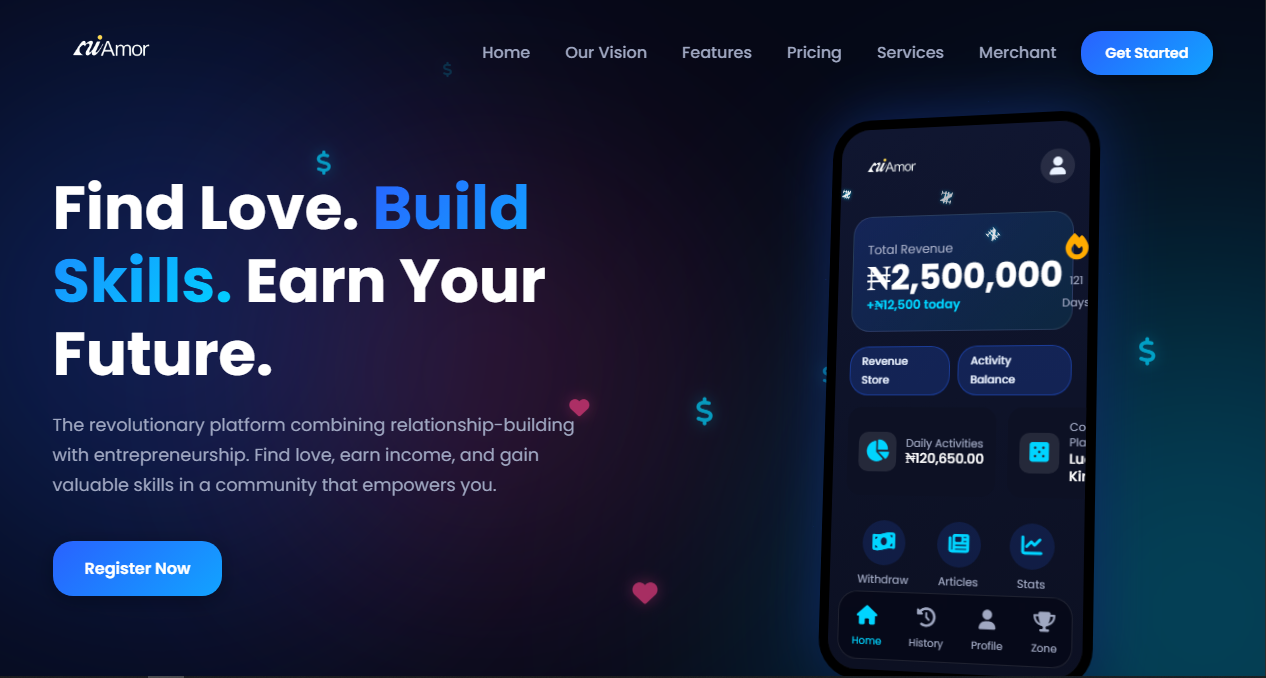 Amor
Home
Our Vision
Features
Pricing
Services
Merchant
Get Started
Find Love. Build
Skills. Earn Your
Future.
The revolutionary platform combining relationship-building
with entrepreneurship. Find love, earn income, and gain
valuable skills in a community that empowers you.
Register Now
Amor
Total Revenue
₦2,500,000
+₦12,500 today
121
Days
Revenue
Store
Activity
Balance
Daily Activities
₦120,650.00
Co
Pla
Lu
Kin
Withdraw
Articles
Stats
Home
History
Profile
Zone